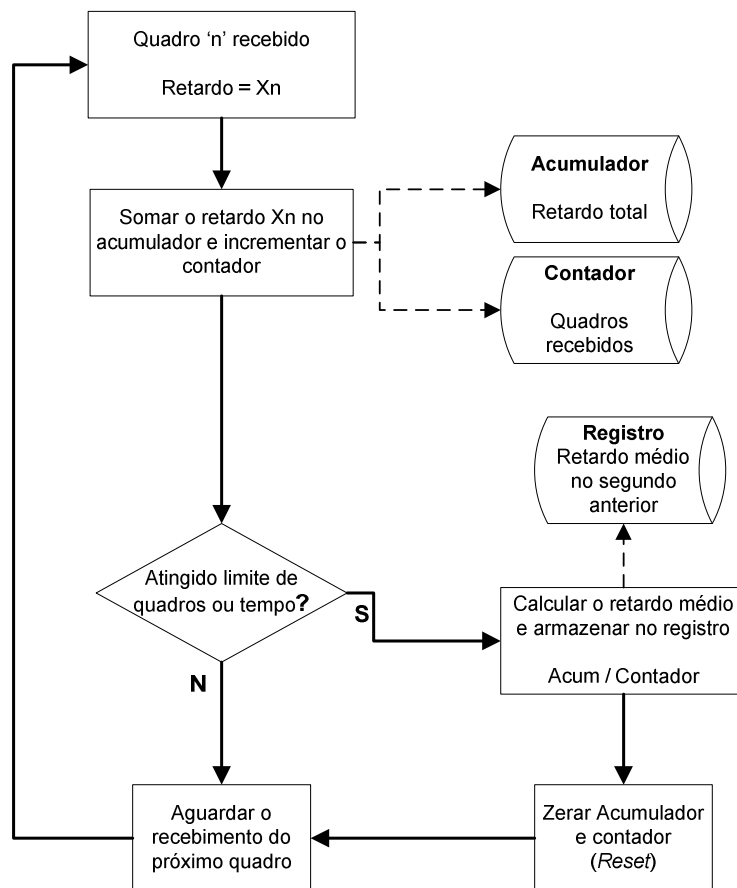 Quadro ‘n’ recebido
Retardo = Xn
Somar o retardo Xn no
acumulador e incrementar o
contador
Acumulador
Retardo total
Contador
Quadros
recebidos
Registro
Retardo médio
no segundo
anterior
Atingido limite de
quadros ou tempo?
S
N
Calcular o retardo médio
e armazenar no registro
Acum / Contador
Aguardar o
recebimento do
próximo quadro
Zerar Acumulador
e contador
(Reset)